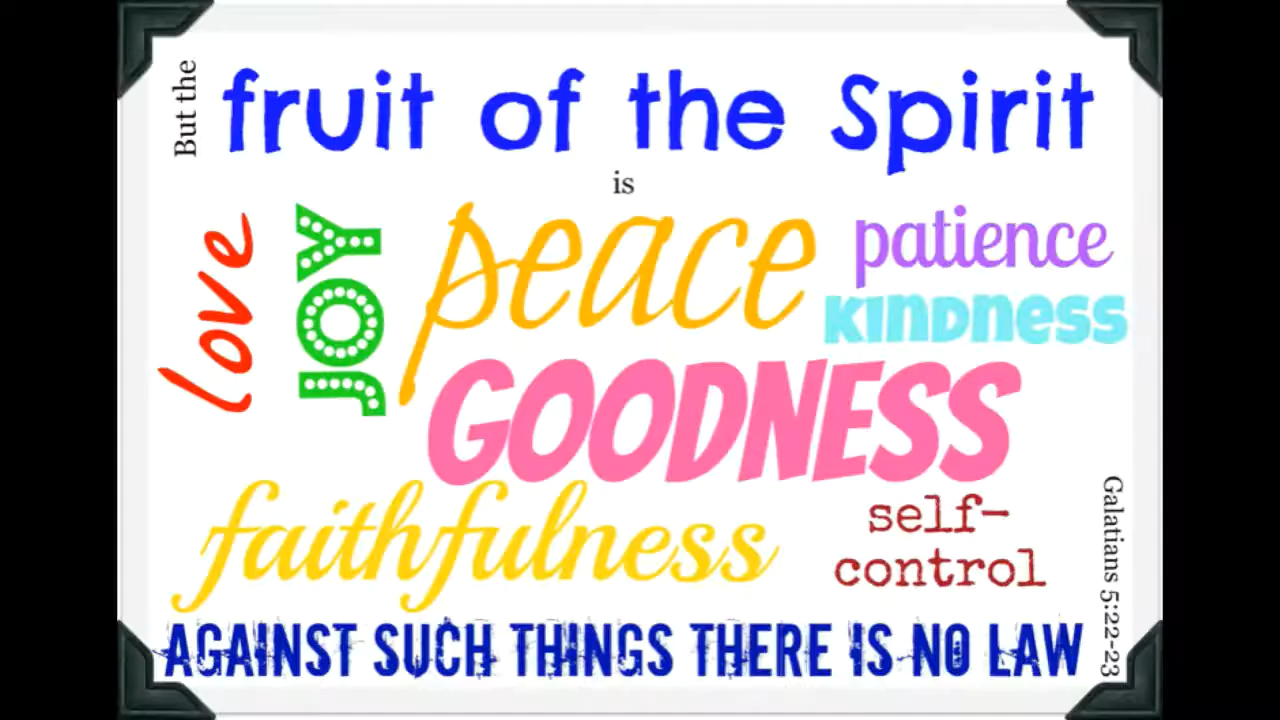 But the
fruit of the Spirit
is
love
JOY
peace
patience
KINDNESS
GOODNESS
faithfulness
self-
control
AGAINST SUCH THINGS THERE IS NO LAW
Galatians 5:22-23